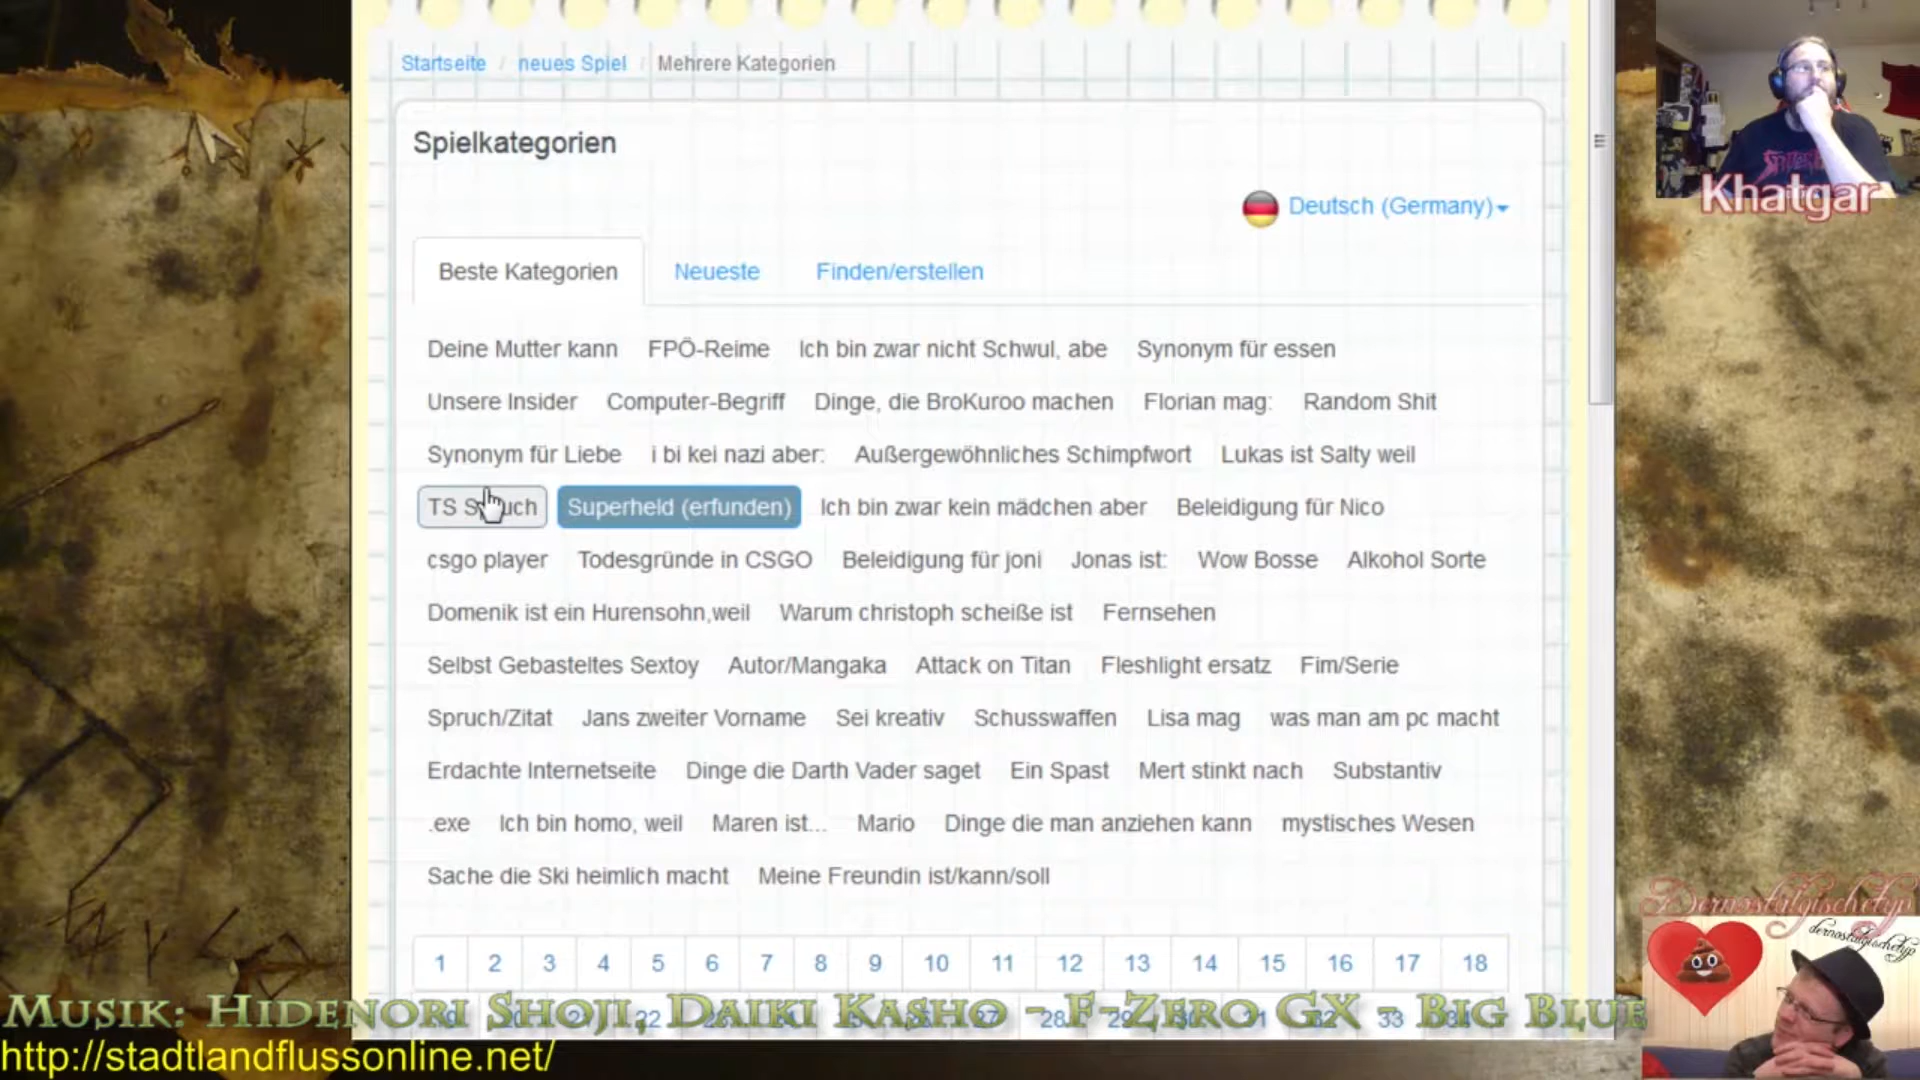 Startseite / neues Spiel / Mehrere Kategorien
Spielkategorien
Deutsch (Germany)
Beste Kategorien Neueste Finden/erstellen
Deine Mutter kann FPÖ-Reime Ich bin zwar nicht Schwul, abe Synonym für essen
Unsere Insider Computer-Begriff Dinge, die BroKuroo machen Florian mag: Random Shit
Synonym für Liebe i bi kei nazi aber: Außergewöhnliches Schimpfwort Lukas ist Salty weil
TS Spruch Superheld (erfunden) Ich bin zwar kein mädchen aber Beleidigung für Nico
csgo player Todesgründe in CSGO Beleidigung für joni Jonas ist: Wow Bosse Alkohol Sorte
Domenik ist ein Hurensohn,weil Warum christoph scheiße ist Fernsehen
Selbst Gebasteltes Sextoy Autor/Mangaka Attack on Titan Fleshlight ersatz Fim/Serie
Spruch/Zitat Jans zweiter Vorname Sei kreativ Schusswaffen Lisa mag was man am pc macht
Erdachte Internetseite Dinge die Darth Vader saget Ein Spast Mert stinkt nach Substantiv
.exe Ich bin homo, weil Maren ist... Mario Dinge die man anziehen kann mystisches Wesen
Sache die Ski heimlich macht Meine Freundin ist/kann/soll
1 2 3 4 5 6 7 8 9 10 11 12 13 14 15 16 17 18
Musik: Hidenori Shoji, Daiki Kasho - F-Zero GX - Big Blue
http://stadtlandflussonline.net/
Khatgar
Dernostalgischetyp
dernostalgischetyp